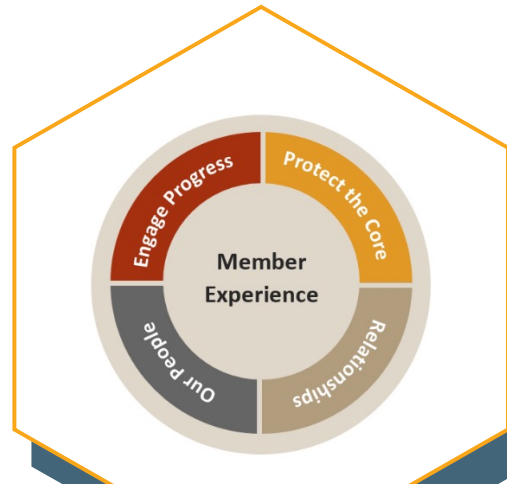 Engage Progress
Protect the Core
Member
Experience
Our People
Relationships